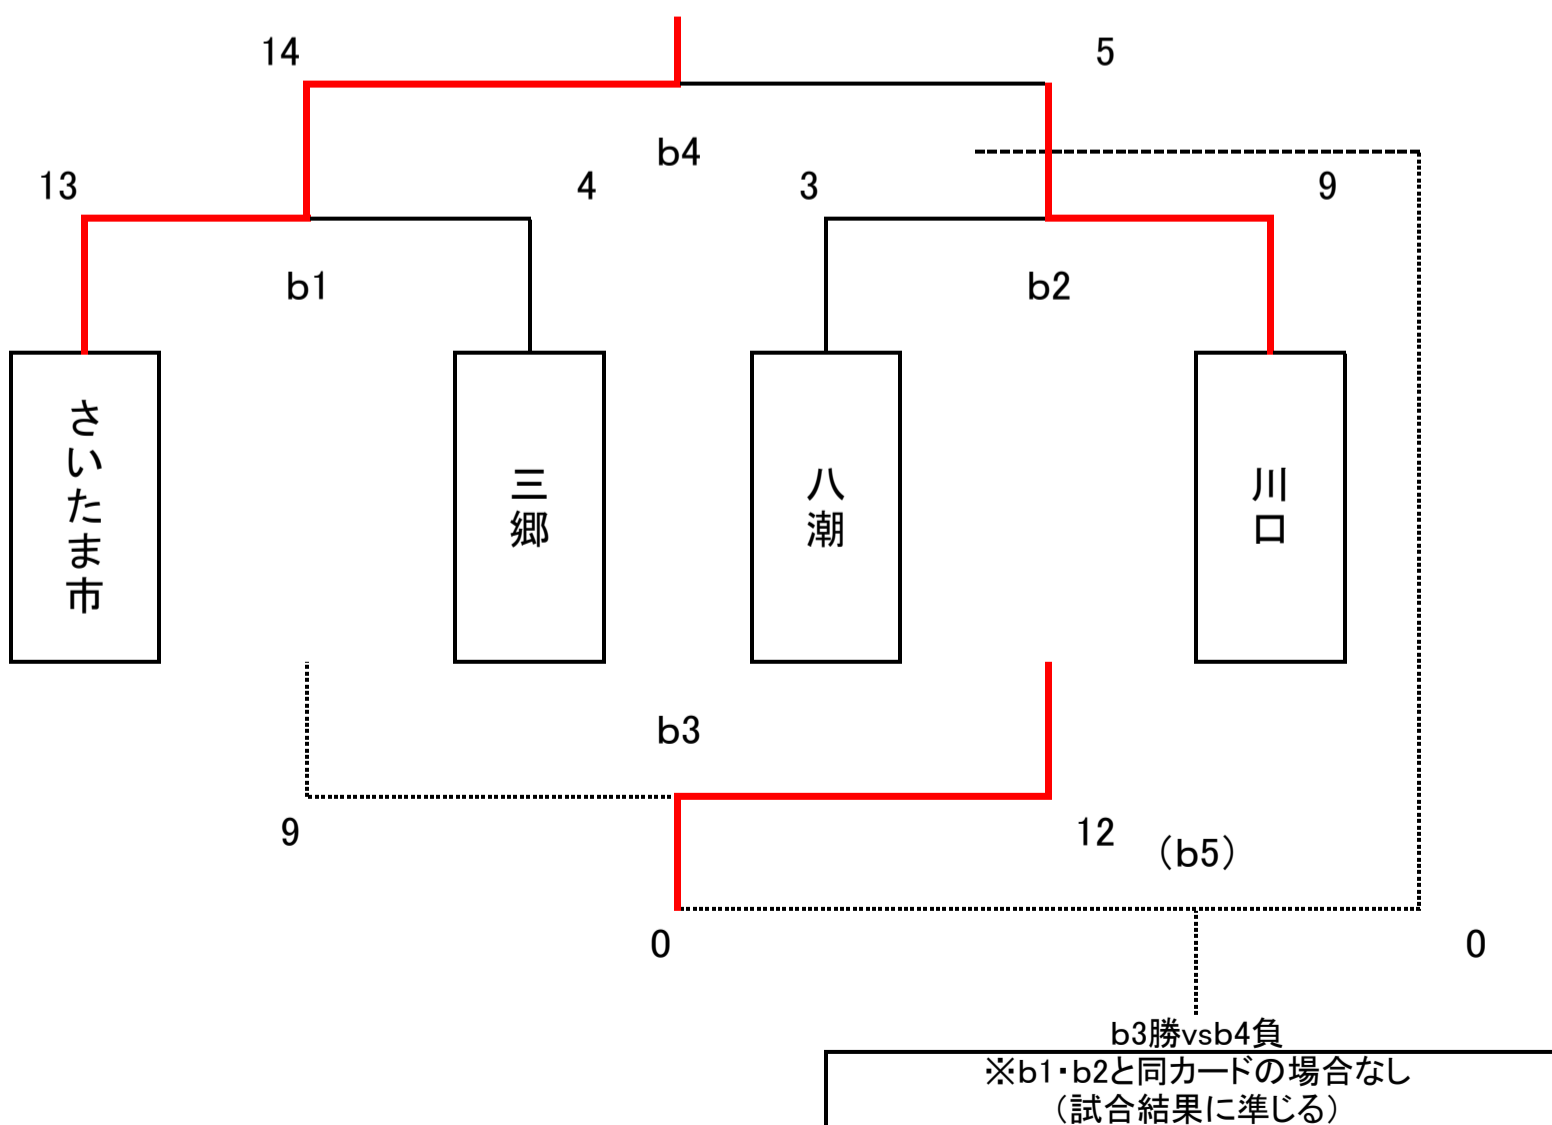 14
5
b4
13
4
3
9
b1
b2
さいたま市
三郷
八潮
川口
b3
9
12
（b5）
0
0
b3勝vsb4負
※b1・b2と同カードの場合なし
（試合結果に準じる）